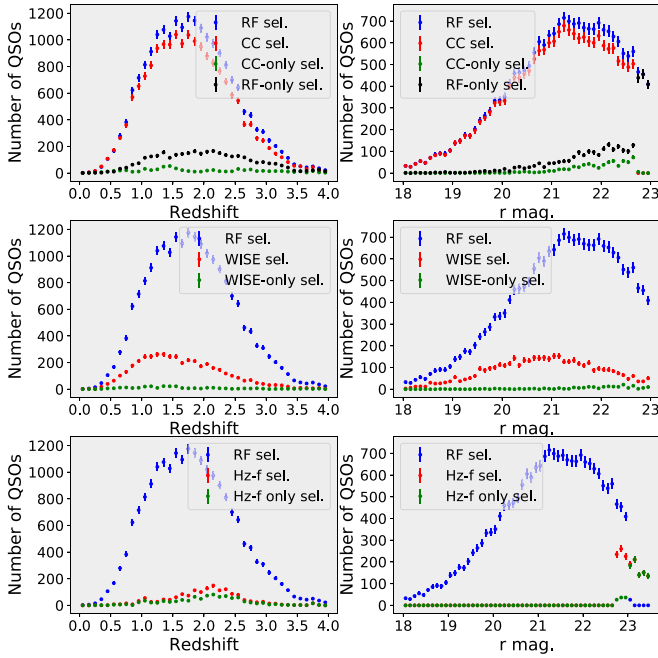 Number of QSOs
1200
1000
800
600
400
200
0
RF sel.
CC sel.
CC-only sel.
RF-only sel.
0.0 0.5 1.0 1.5 2.0 2.5 3.0 3.5 4.0
Redshift
Number of QSOs
700
600
500
400
300
200
100
0
RF sel.
CC sel.
CC-only sel.
RF-only sel.
18 19 20 21 22 23
r mag.
Number of QSOs
1200
1000
800
600
400
200
0
RF sel.
WISE sel.
WISE-only sel.
0.0 0.5 1.0 1.5 2.0 2.5 3.0 3.5 4.0
Redshift
Number of QSOs
700
600
500
400
300
200
100
0
RF sel.
WISE sel.
WISE-only sel.
18 19 20 21 22 23
r mag.
Number of QSOs
1200
1000
800
600
400
200
0
RF sel.
Hz-f sel.
Hz-f only sel.
0.0 0.5 1.0 1.5 2.0 2.5 3.0 3.5 4.0
Redshift
Number of QSOs
700
600
500
400
300
200
100
0
RF sel.
Hz-f sel.
Hz-f only sel.
18 19 20 21 22 23
r mag.